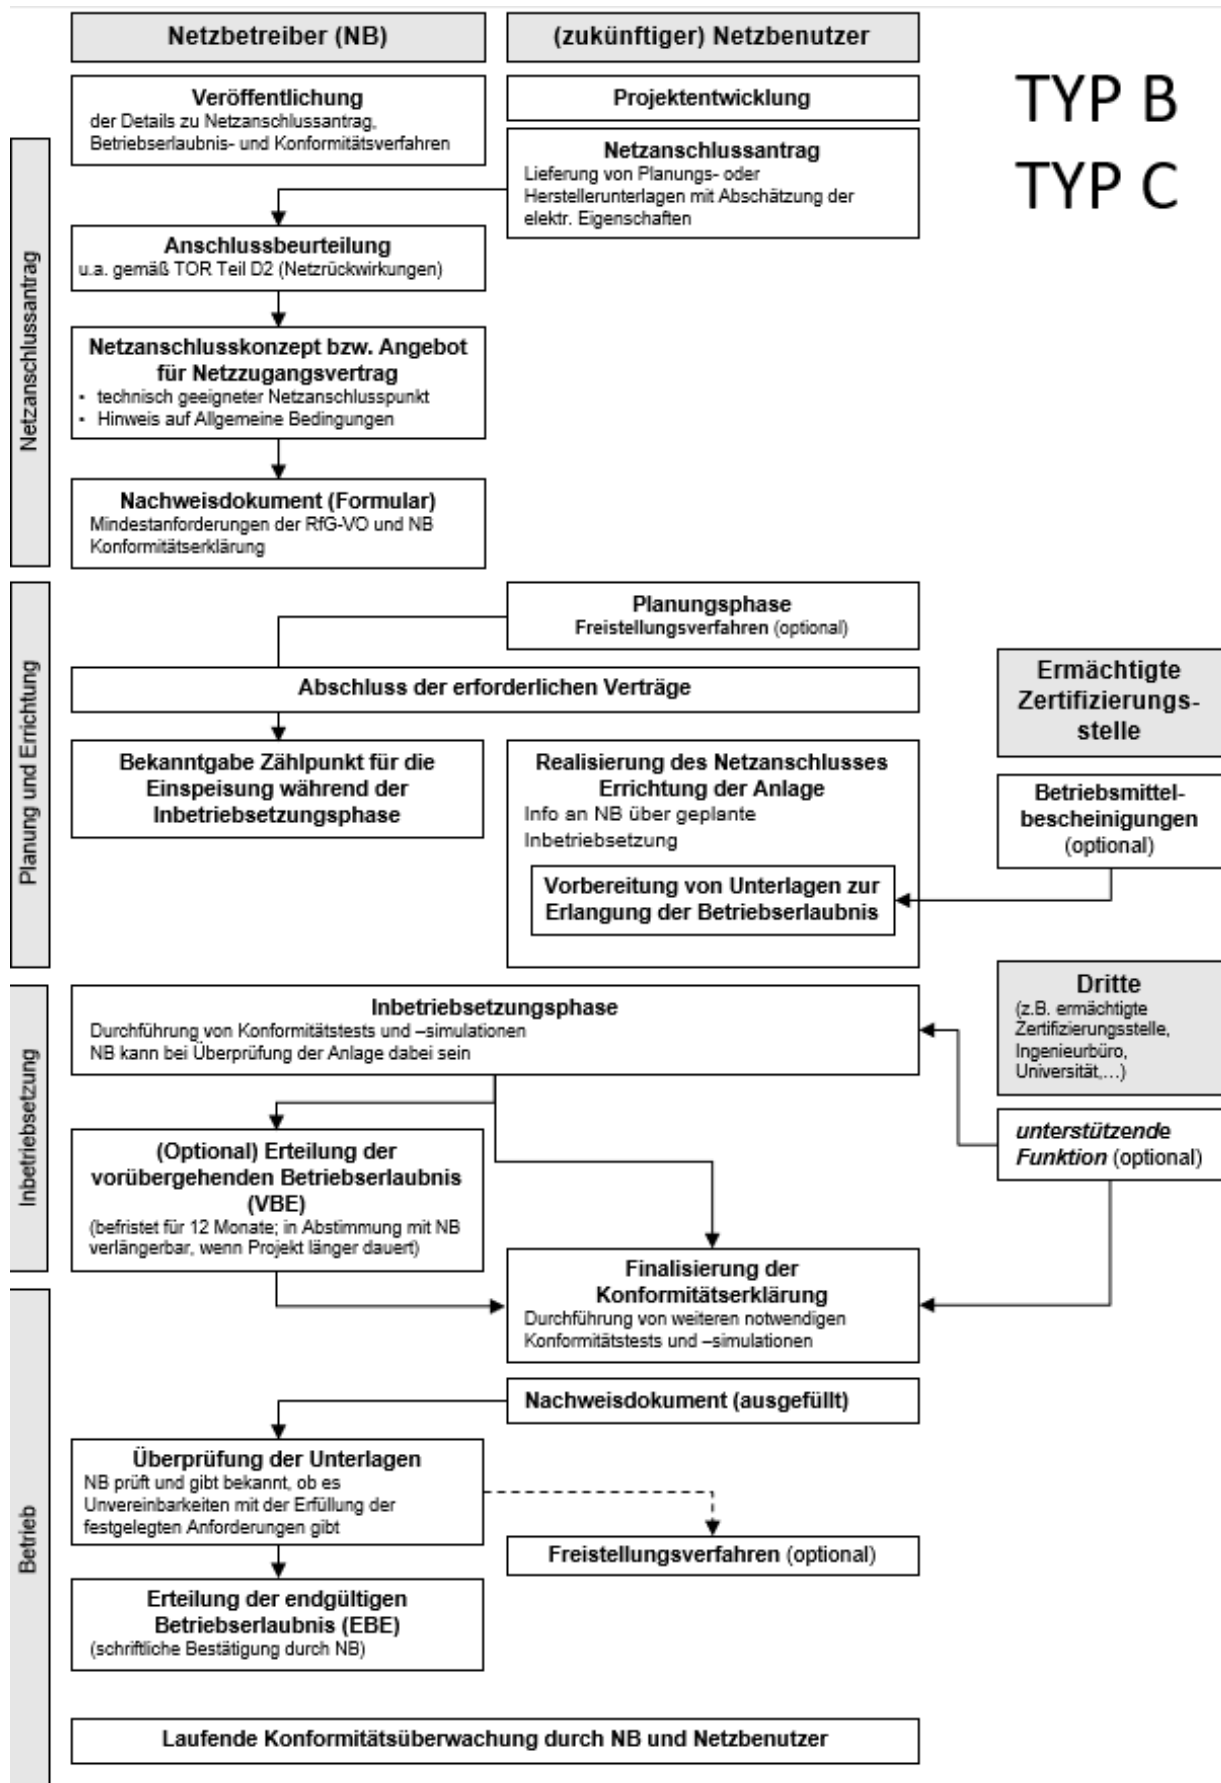 Netzbetreiber (NB)
(zukünftiger) Netzbenutzer
TYP B
TYP C
Veröffentlichung
der Details zu Netzanschlussantrag,
Betriebserlaubnis- und Konformitätsverfahren
Projektentwicklung
Netzanschlussantrag
Lieferung von Planungs- oder
Herstellerunterlagen mit Abschätzung der
elektr. Eigenschaften
Netzanschlussantrag
Anschlussbeurteilung
u.a. gemäß TOR Teil D2 (Netzrückwirkungen)
Netzanschlusskonzept bzw. Angebot
für Netzzugangsvertrag
• technisch geeigneter Netzanschlusspunkt
• Hinweis auf Allgemeine Bedingungen
Nachweisdokument (Formular)
Mindestanforderungen der RfG-VO und NB
Konformitätserklärung
Planung und Errichtung
Planungsphase
Freistellungsverfahren (optional)
Abschluss der erforderlichen Verträge
Ermächtigte
Zertifizierungs-
stelle
Bekanntgabe Zählpunkt für die
Einspeisung während der
Inbetriebsetzungsphase
Realisierung des Netzanschlusses
Errichtung der Anlage
Info an NB über geplante
Inbetriebsetzung
Vorbereitung von Unterlagen zur
Erlangung der Betriebserlaubnis
Betriebsmittel-
bescheinigungen
(optional)
Inbetriebsetzung
Inbetriebsetzungsphase
Durchführung von Konformitätstests und –simulationen
NB kann bei Überprüfung der Anlage dabei sein
Dritte
(z.B. ermächtigte
Zertifizierungsstelle,
Ingenieurbüro,
Universität,...)
unterstützende
Funktion (optional)
(Optional) Erteilung der
vorübergehenden Betriebserlaubnis
(VBE)
(befristet für 12 Monate; in Abstimmung mit NB
verlängerbar, wenn Projekt länger dauert)
Finalisierung der
Konformitätserklärung
Durchführung von weiteren notwendigen
Konformitätstests und –simulationen
Betrieb
Nachweisdokument (ausgefüllt)
Überprüfung der Unterlagen
NB prüft und gibt bekannt, ob es
Unvereinbarkeiten mit der Erfüllung der
festgelegten Anforderungen gibt
Freistellungsverfahren (optional)
Erteilung der endgültigen
Betriebserlaubnis (EBE)
(schriftliche Bestätigung durch NB)
Laufende Konformitätsüberwachung durch NB und Netzbenutzer